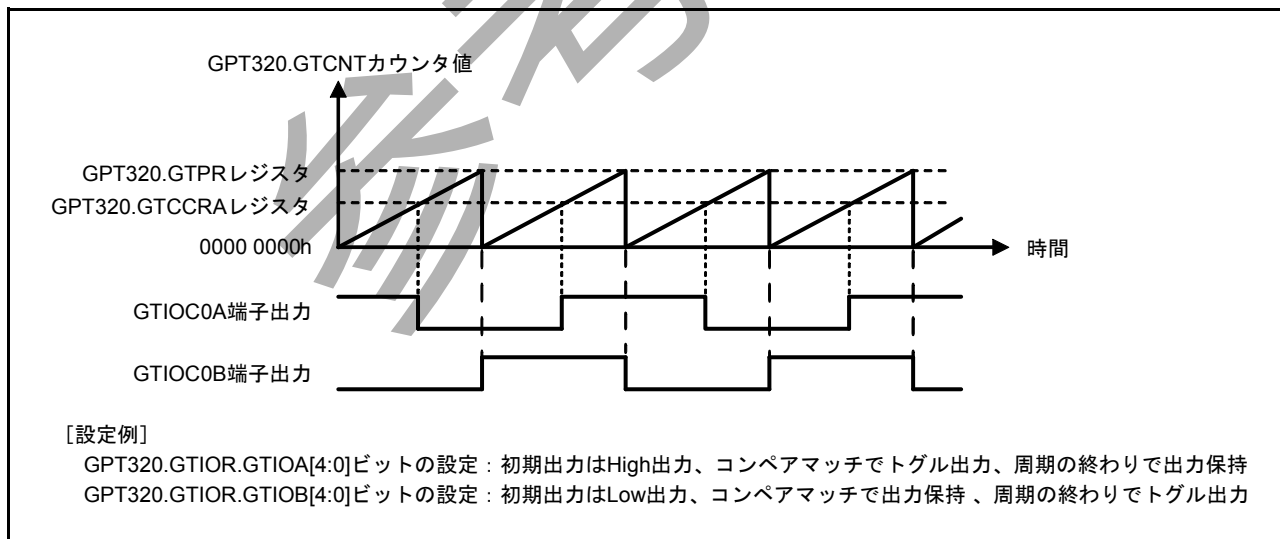 GPT320.GTCNTカウンタ値
GPT320.GTPRレジスタ
GPT320.GTCCRAレジスタ
0000 0000h
時間
GTIOC0A端子出力
GTIOC0B端子出力
［設定例］
GPT320.GTIOR.GTIOA[4:0]ビットの設定：初期出力はHigh出力、コンペアマッチでトグル出力、周期の終わりで出力保持
GPT320.GTIOR.GTIOB[4:0]ビットの設定：初期出力はLow出力、コンペアマッチで出力保持 、周期の終わりでトグル出力